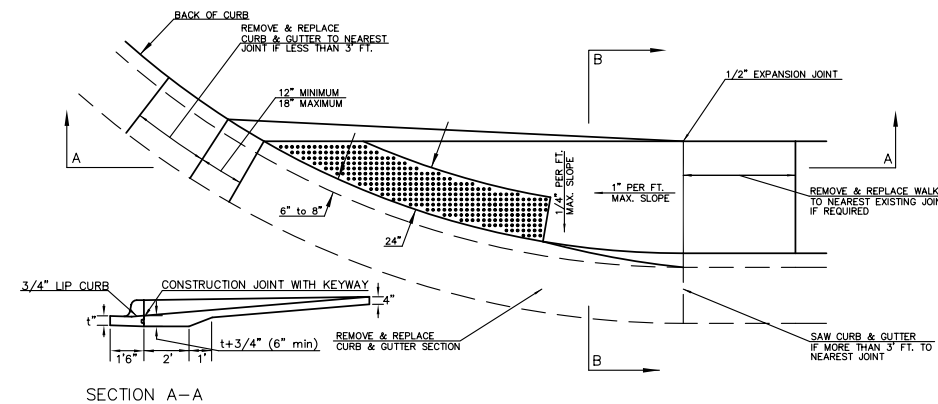 BACK OF CURB
REMOVE & REPLACE
CURB & GUTTER TO NEAREST
JOINT IF LESS THAN 3' FT.
B
1/2" EXPANSION JOINT
12" MINIMUM
18" MAXIMUM
A
A
1/4" PER FT.
MAX. SLOPE
1" PER FT.
MAX. SLOPE
REMOVE & REPLACE WALK
TO NEAREST EXISTING JOIN
IF REQUIRED
6" to 8"
24"
3/4" LIP CURB
CONSTRUCTION JOINT WITH KEYWAY
4"
t"
t+3/4" (6" min)
1'6"
2'
1'
REMOVE & REPLACE
CURB & GUTTER SECTION
SAW CURB & GUTTER
IF MORE THAN 3' FT. TO
NEAREST JOINT
B
SECTION A-A